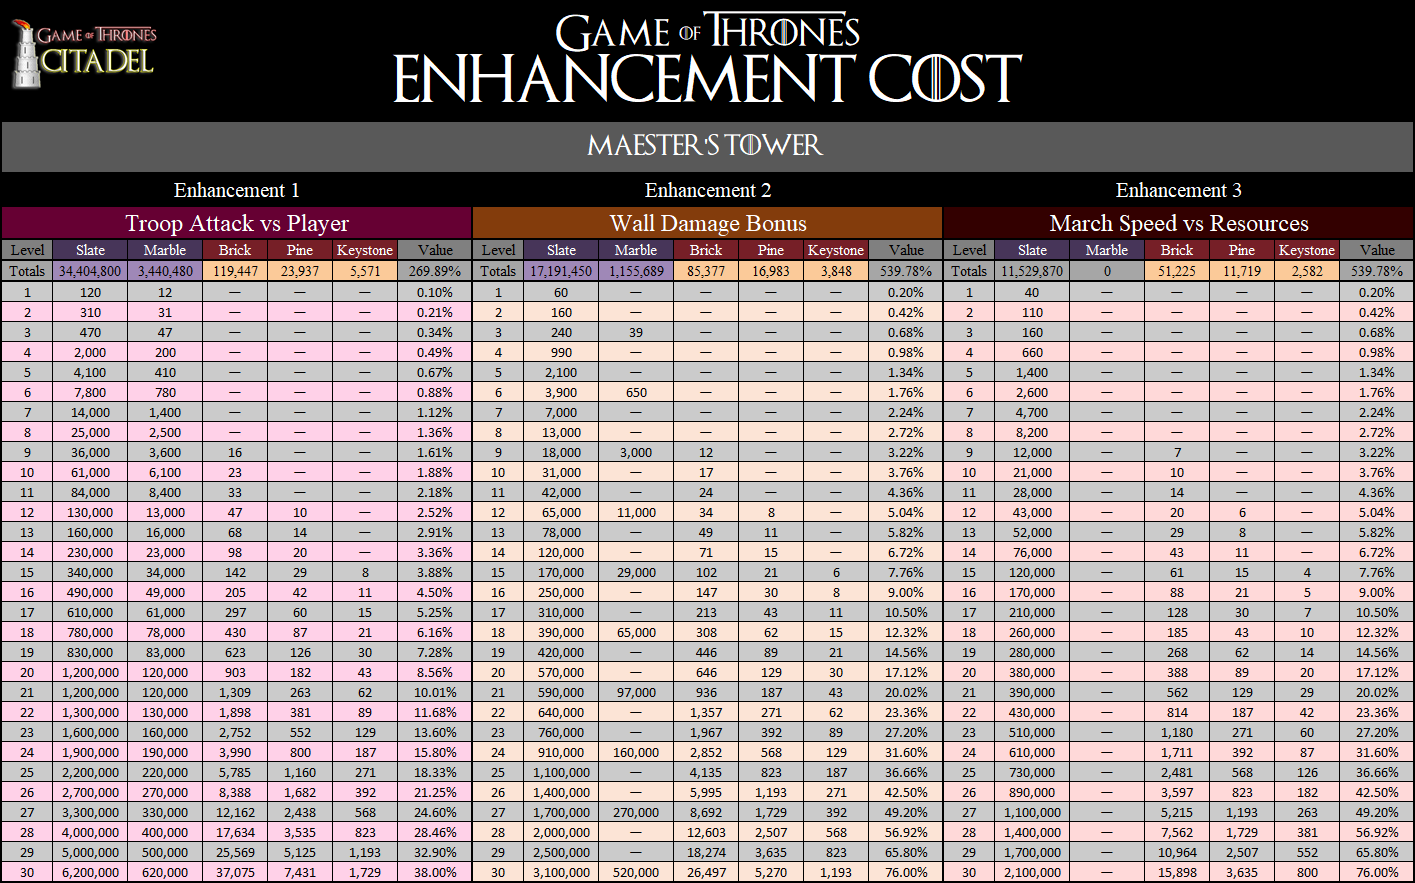 GAME OF THRONES
CITADEL
GAME OF THRONES
ENHANCEMENT COST
MAESTER'S TOWER
Enhancement 1 Enhancement 2 Enhancement 3
Troop Attack vs Player Wall Damage Bonus March Speed vs Resources
Level Slate Marble Brick Pine Keystone Value Level Slate Marble Brick Pine Keystone Value Level Slate Marble Brick Pine Keystone Value
Totals 34,404,800 3,440,480 119,447 23,937 5,571 269.89% Totals 17,191,450 1,155,689 85,377 16,983 3,848 539.78% Totals 11,529,870 0 51,225 11,719 2,582 539.78%
1 120 12 — — — 0.10% 1 60 — — — — 0.20% 1 40 — — — — 0.20%
2 310 31 — — — 0.21% 2 160 — — — — 0.42% 2 110 — — — — 0.42%
3 470 47 — — — 0.34% 3 240 39 — — — 0.68% 3 160 — — — — 0.68%
4 2,000 200 — — — 0.49% 4 990 — — — — 0.98% 4 660 — — — — 0.98%
5 4,100 410 — — — 0.67% 5 2,100 — — — — 1.34% 5 1,400 — — — — 1.34%
6 7,800 780 — — — 0.88% 6 3,900 650 — — — 1.76% 6 2,600 — — — — 1.76%
7 14,000 1,400 — — — 1.12% 7 7,000 — — — — 2.24% 7 4,700 — — — — 2.24%
8 25,000 2,500 — — — 1.36% 8 13,000 — — — — 2.72% 8 8,200 — — — — 2.72%
9 36,000 3,600 16 — — 1.61% 9 18,000 3,000 12 — — 3.22% 9 12,000 — 7 — — 3.22%
10 61,000 6,100 23 — — 1.88% 10 31,000 — 17 — — 3.76% 10 21,000 — 10 — — 3.76%
11 84,000 8,400 33 — — 2.18% 11 42,000 — 24 — — 4.36% 11 28,000 — 14 — — 4.36%
12 130,000 13,000 47 10 — 2.52% 12 65,000 11,000 34 8 — 5.04% 12 43,000 — 20 6 — 5.04%
13 160,000 16,000 68 14 — 2.91% 13 78,000 — 49 11 — 5.82% 13 52,000 — 29 8 — 5.82%
14 230,000 23,000 98 20 — 3.36% 14 120,000 — 71 15 — 6.72% 14 76,000 — 43 11 — 6.72%
15 340,000 34,000 142 29 8 3.88% 15 170,000 29,000 102 21 6 7.76% 15 120,000 — 61 15 4 7.76%
16 490,000 49,000 205 42 11 4.50% 16 250,000 — 147 30 8 9.00% 16 170,000 — 88 21 5 9.00%
17 610,000 61,000 297 60 15 5.25% 17 310,000 — 213 43 11 10.50% 17 210,000 — 128 30 7 10.50%
18 780,000 78,000 430 87 21 6.16% 18 390,000 65,000 308 62 15 12.32% 18 260,000 — 185 43 10 12.32%
19 830,000 83,000 623 126 30 7.28% 19 420,000 — 446 89 21 14.56% 19 280,000 — 268 62 14 14.56%
20 1,200,000 120,000 903 182 43 8.56% 20 570,000 — 646 129 30 17.12% 20 380,000 — 388 89 20 17.12%
21 1,200,000 120,000 1,309 263 62 10.01% 21 590,000 97,000 936 187 43 20.02% 21 390,000 — 562 129 29 20.02%
22 1,300,000 130,000 1,898 381 89 11.68% 22 640,000 — 1,357 271 62 23.36% 22 430,000 — 814 187 42 23.36%
23 1,600,000 160,000 2,752 552 129 13.60% 23 760,000 — 1,967 392 89 27.20% 23 510,000 — 1,180 271 60 27.20%
24 1,900,000 190,000 3,990 800 187 15.80% 24 910,000 160,000 2,852 568 129 31.60% 24 610,000 — 1,711 392 87 31.60%
25 2,200,000 220,000 5,785 1,160 271 18.33% 25 1,100,000 — 4,135 823 187 36.66% 25 730,000 — 2,481 568 126 36.66%
26 2,700,000 270,000 8,388 1,682 392 21.25% 26 1,400,000 — 5,995 1,193 271 42.50% 26 890,000 — 3,597 823 182 42.50%
27 3,300,000 330,000 12,162 2,438 568 24.60% 27 1,700,000 270,000 8,692 1,729 392 49.20% 27 1,100,000 — 5,215 1,193 263 49.20%
28 4,000,000 400,000 17,634 3,535 823 28.46% 28 2,000,000 — 12,603 2,507 568 56.92% 28 1,400,000 — 7,562 1,729 381 56.92%
29 5,000,000 500,000 25,569 5,125 1,193 32.90% 29 2,500,000 — 18,274 3,635 823 65.80% 29 1,700,000 — 10,964 2,507 552 65.80%
30 6,200,000 620,000 37,075 7,431 1,729 38.00% 30 3,100,000 520,000 26,497 5,270 1,193 76.00% 30 2,100,000 — 15,898 3,635 800 76.00%